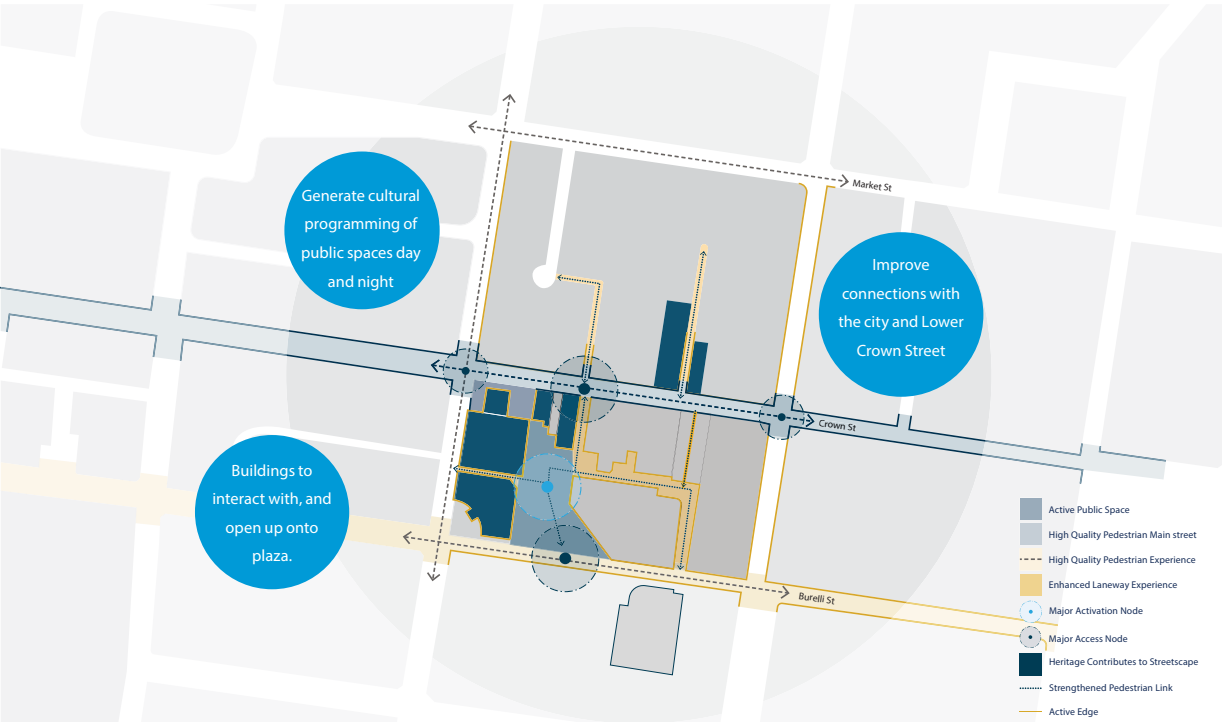 Market St
Generate cultural
programming of
public spaces day
and night
Improve
connections with
the city and Lower
Crown Street
Crown St
Buildings to
interact with, and
open up onto
plaza.
Burelli St
Active Public Space
High Quality Pedestrian Main street
High Quality Pedestrian Experience
Enhanced Laneway Experience
Major Activation Node
Major Access Node
Heritage Contributes to Streetscape
Strengthened Pedestrian Link
Active Edge